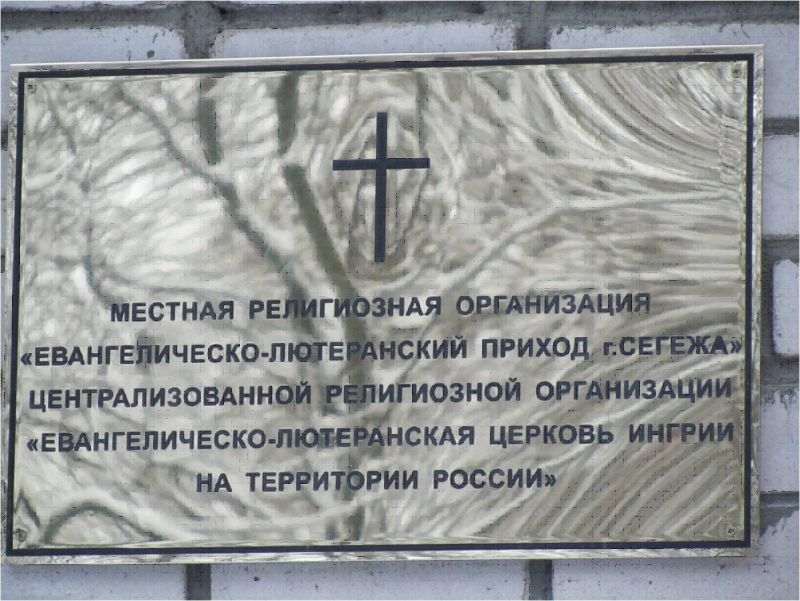 МЕСТНАЯ РЕЛИГИОЗНАЯ ОРГАНИЗАЦИЯ
«ЕВАНГЕЛИЧЕСКО-ЛЮТЕРАНСКИЙ ПРИХОД г.СЕГЕЖА»
ЦЕНТРАЛИЗОВАННОЙ РЕЛИГИОЗНОЙ ОРГАНИЗАЦИИ
«ЕВАНГЕЛИЧЕСКО-ЛЮТЕРАНСКАЯ ЦЕРКОВЬ ИНГРИИ
НА ТЕРРИТОРИИ РОССИИ»